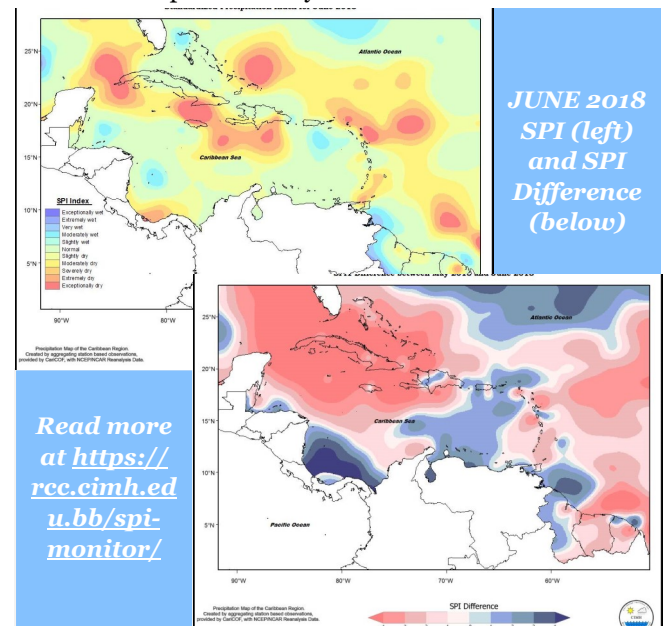 25°N
20°N
15°N
10°N
5°N
90°W
80°W
Atlantic Ocean
Caribbean Sea
SPI Index
Exceptionally wet
Extremely wet
Very wet
Moderately wet
Slightly wet
Normal
Slightly dry
Moderately dry
Severely dry
Extremely dry
Exceptionally dry
Precipitation Map of the Caribbean Region.
Created by aggregating station based observations,
provided by CariCOF, with NCEP/NCAR Reanalysis Data.
JUNE 2018
SPI (left)
and SPI
Difference
(below)
25°N
20°N
15°N
10°N
5°N
90°W
80°W
70°W
60°W
Atlantic Ocean
Caribbean Sea
Pacific Ocean
Precipitation Map of the Caribbean Region.
Created by aggregating station based observations,
provided by CariCOF, with NCEP/NCAR Reanalysis Data.
SPI Difference
Read more
at https://
rcc.cimh.ed
u.bb/spi-
monitor/